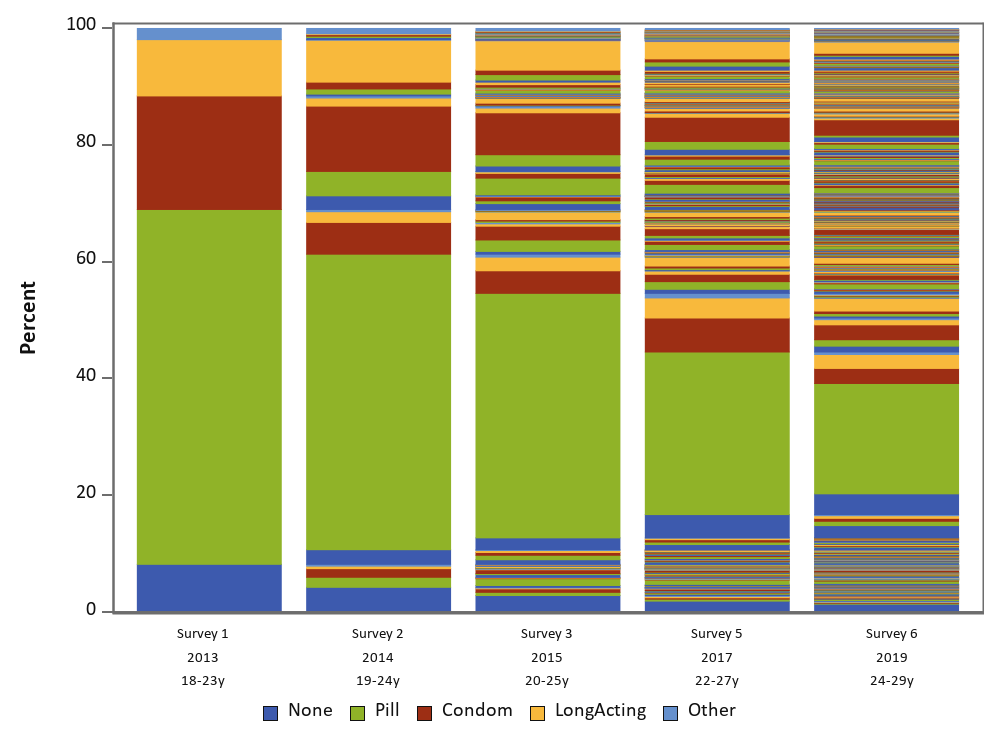 100
80
60
40
20
0
Percent
Survey 1 Survey 2 Survey 3 Survey 5 Survey 6
2013 2014 2015 2017 2019
18-23y 19-24y 20-25y 22-27y 24-29y
None Pill Condom LongActing Other